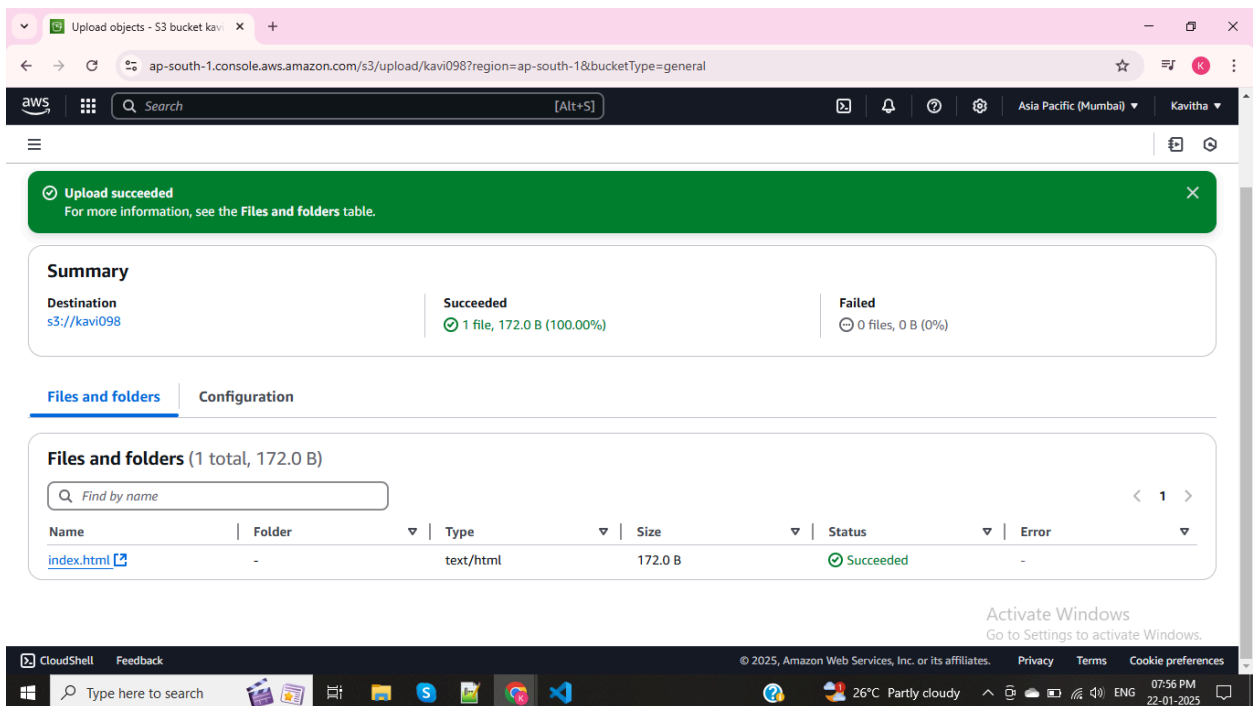 Upload objects - S3 bucket kavi
ap-south-1.console.aws.amazon.com/s3/upload/kavi098?region=ap-south-1&bucketType=general
K
aws
Search [Alt+S]
Asia Pacific (Mumbai) Kavitha
Upload succeeded
For more information, see the Files and folders table.
Summary
Destination Succeeded Failed
s3://kavi098 1 file, 172.0 B (100.00%) 0 files, 0 B (0%)
Files and folders Configuration
Files and folders (1 total, 172.0 B)
Find by name
1
Name Folder Type Size Status Error
index.html - text/html 172.0 B Succeeded -
Activate Windows
Go to Settings to activate Windows.
CloudShell Feedback © 2025, Amazon Web Services, Inc. or its affiliates. Privacy Terms Cookie preferences
Type here to search 26°C Partly cloudy ENG 07:56 PM
22-01-2025